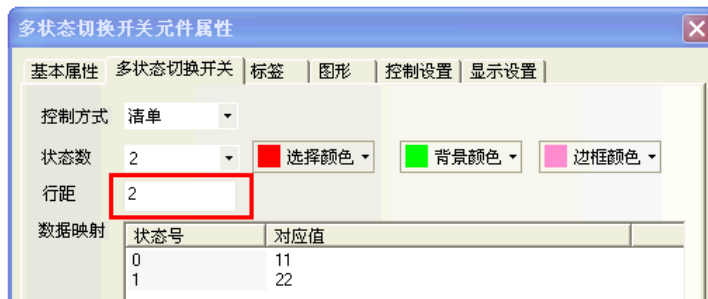 多状态切换开关元件属性
基本属性 多状态切换开关 标签 图形 控制设置 显示设置
控制方式 清单
状态数 2 选择颜色 背景颜色 边框颜色
行距 2
数据映射 状态号 对应值
0 11
1 22